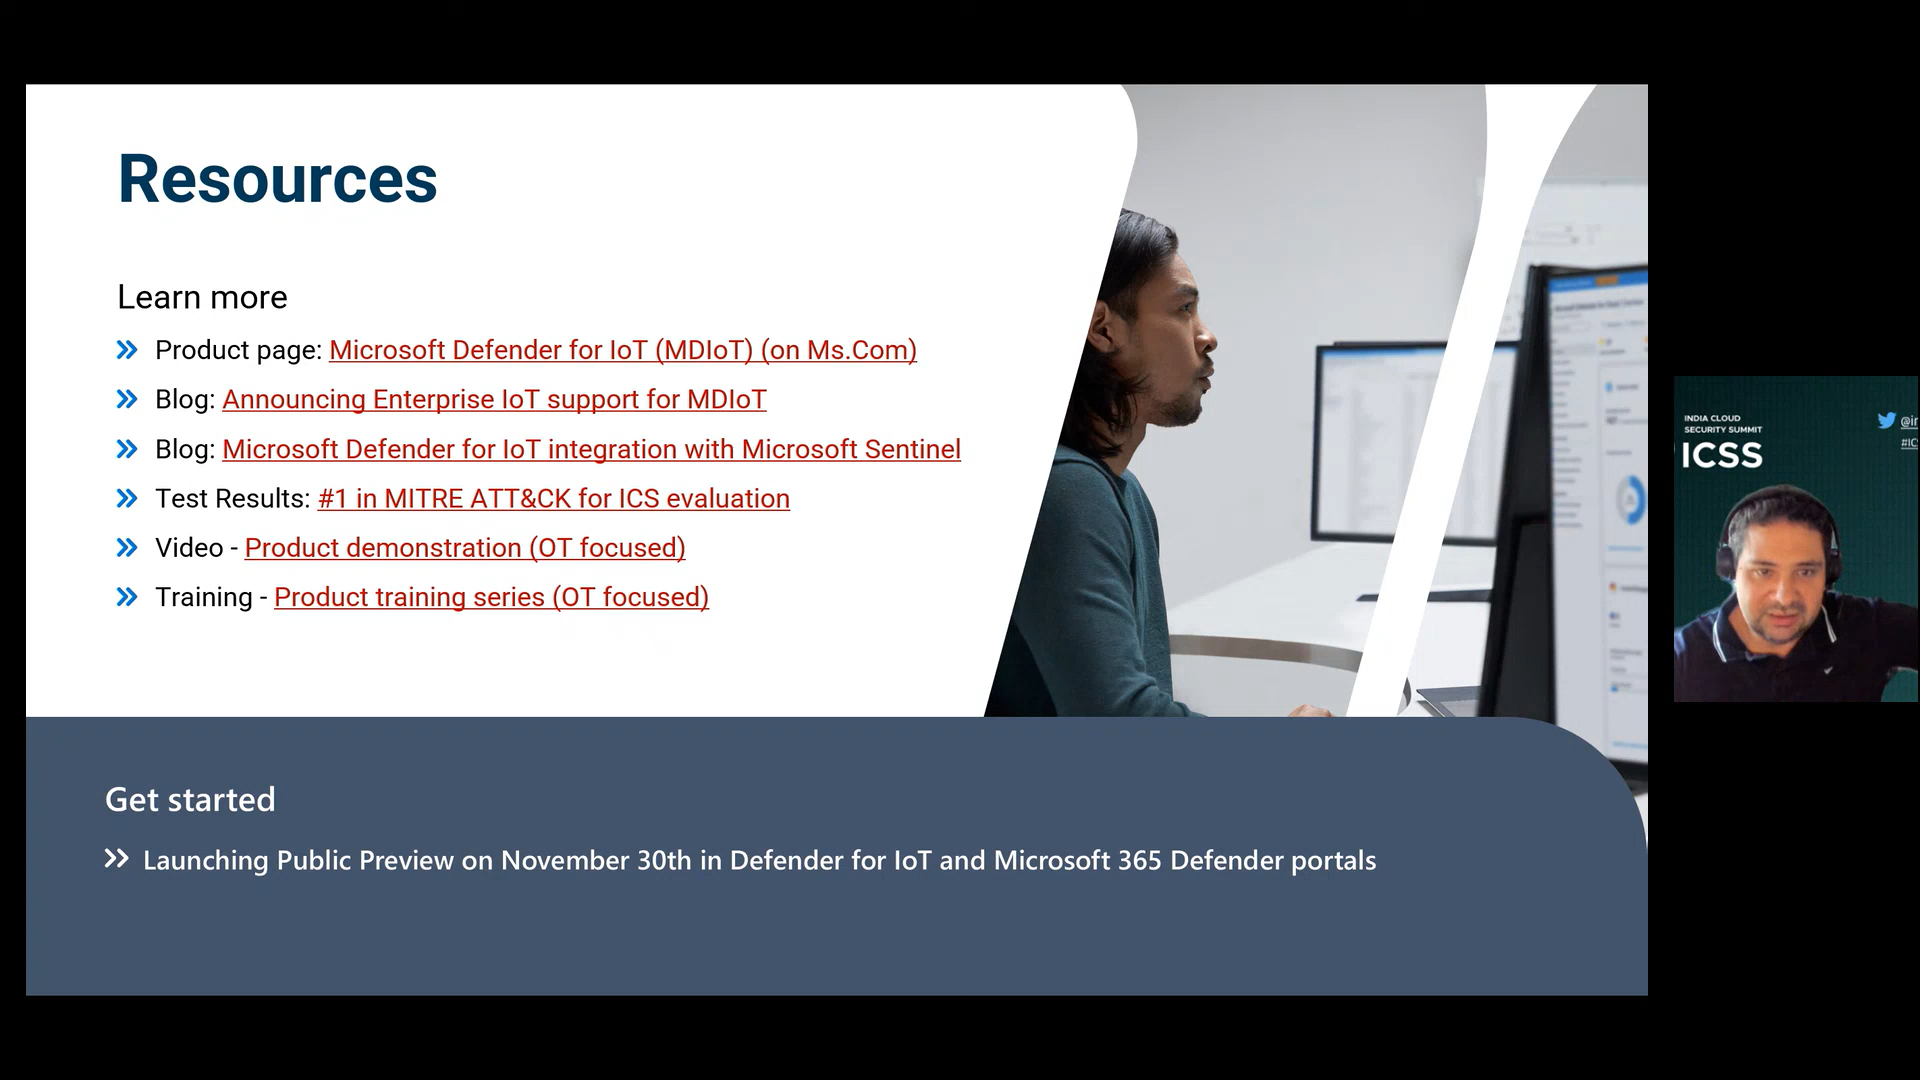 Resources
Learn more
Product page: Microsoft Defender for IoT (MDIoT) (on Ms.Com)
Blog: Announcing Enterprise IoT support for MDIoT
Blog: Microsoft Defender for IoT integration with Microsoft Sentinel
Test Results: #1 in MITRE ATT&CK for ICS evaluation
Video - Product demonstration (OT focused)
Training - Product training series (OT focused)
Get started
Launching Public Preview on November 30th in Defender for IoT and Microsoft 365 Defender portals
INDIA CLOUD
SECURITY SUMMIT
ICSS